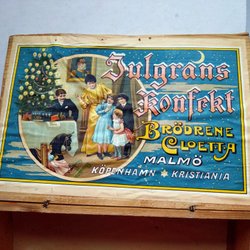 Julgrans
Konfekt
BRÖDRENE
CLOETTA
MALMÖ
KÖPENHAMN KRISTIANIA